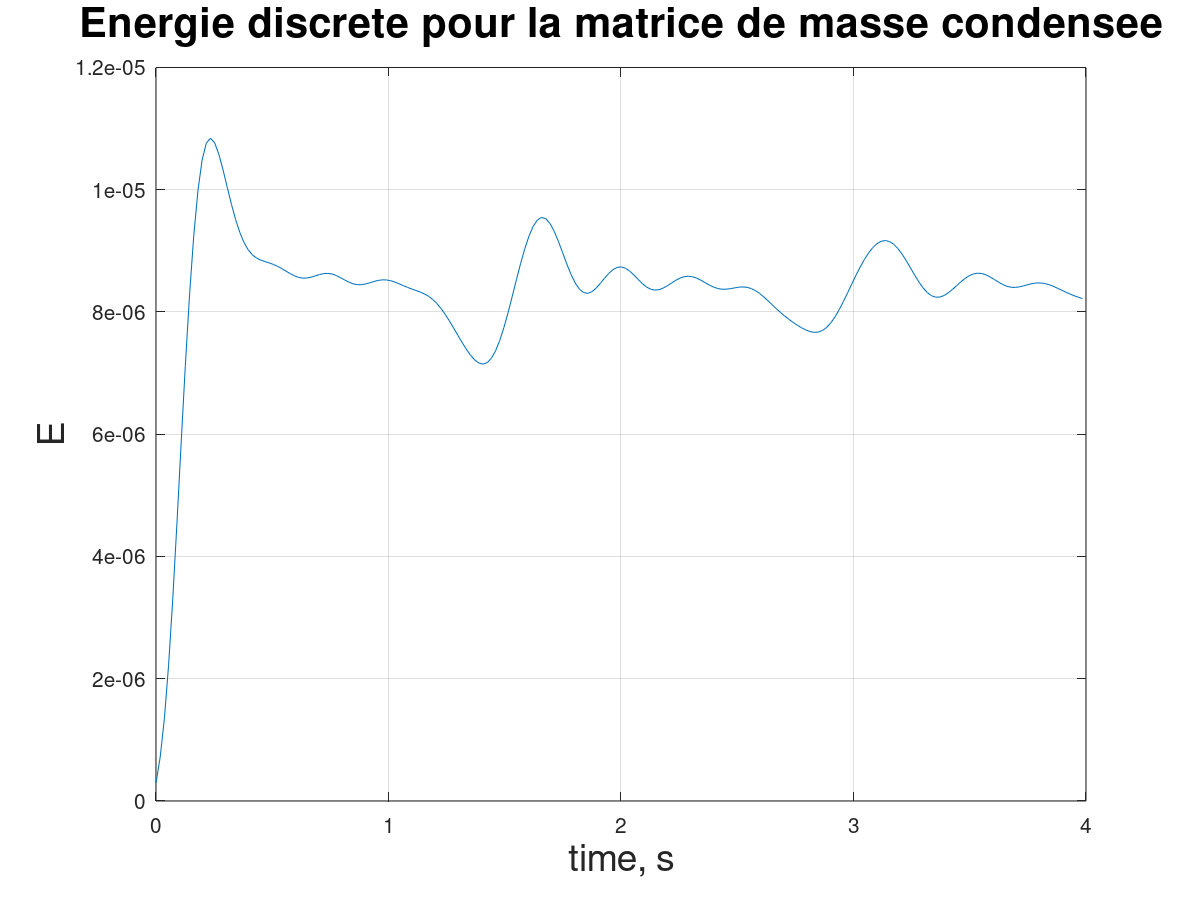 Energie discrete pour la matrice de masse condensee
1.2e-05
1e-05
8e-06
6e-06
4e-06
2e-06
0
E
0 1 2 3 4
time, s